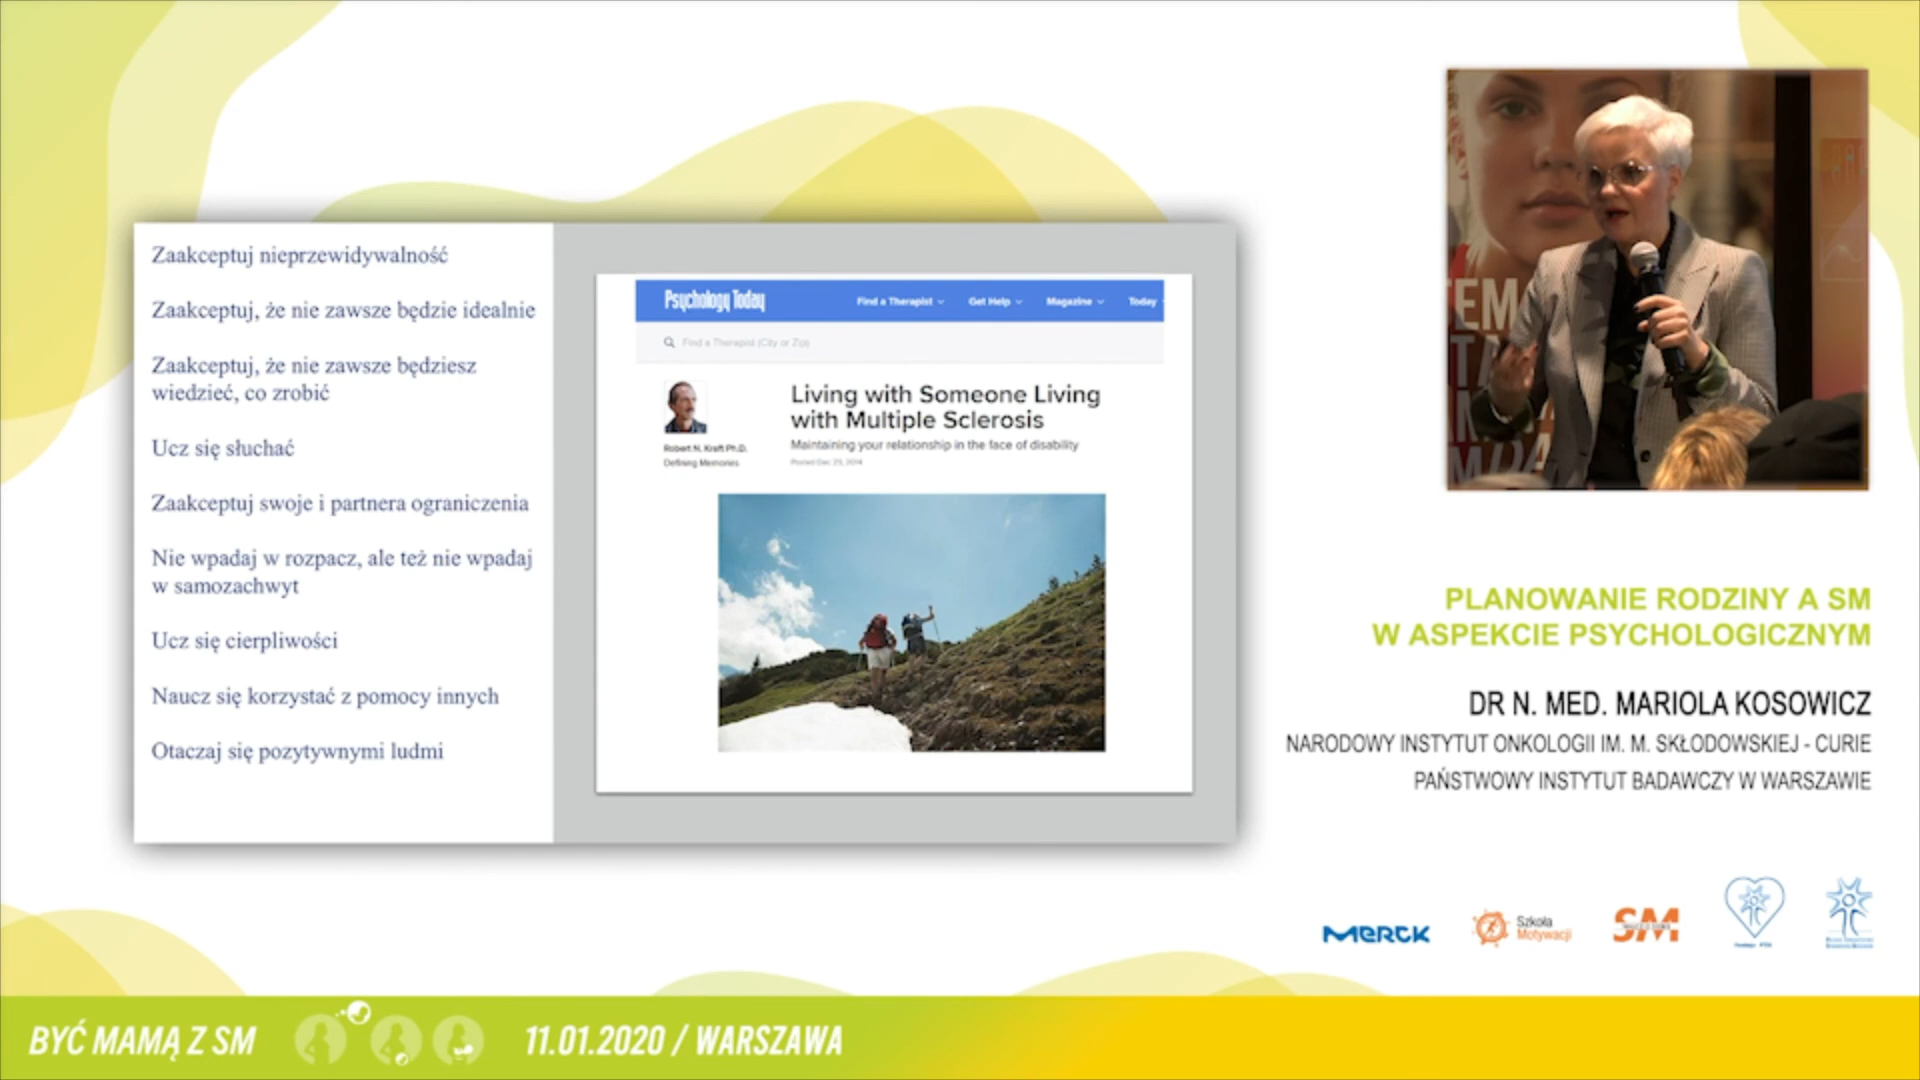 Zaakceptuj nieprzewidywalność
Zaakceptuj, że nie zawsze będzie idealnie
Zaakceptuj, że nie zawsze będziesz
wiedzieć, co zrobić
Ucz się słuchać
Zaakceptuj swoje i partnera ograniczenia
Nie wpadaj w rozpacz, ale też nie wpadaj
w samozachwyt
Ucz się cierpliwości
Naucz się korzystać z pomocy innych
Otaczaj się pozytywnymi ludmi
Psychology Today
Find a Therapist
Get Help
Magazine
Today
Find a Therapist (City or Zip)
Living with Someone Living
with Multiple Sclerosis
Maintaining your relationship in the face of disability
Posted Dec 23, 2014
Robert N. Kraft Ph.D.
Defining Memories
PLANOWANIE RODZINY A SM
W ASPEKCIE PSYCHOLOGICZNYM
DR N. MED. MARIOLA KOSOWICZ
NARODOWY INSTYTUT ONKOLOGII IM. M. SKŁODOWSKIEJ - CURIE
PAŃSTWOWY INSTYTUT BADAWCZY W WARSZAWIE
MERCK
Szkoła
Motywacji
SM
BYĆ MAMĄ Z SM
11.01.2020 / WARSZAWA